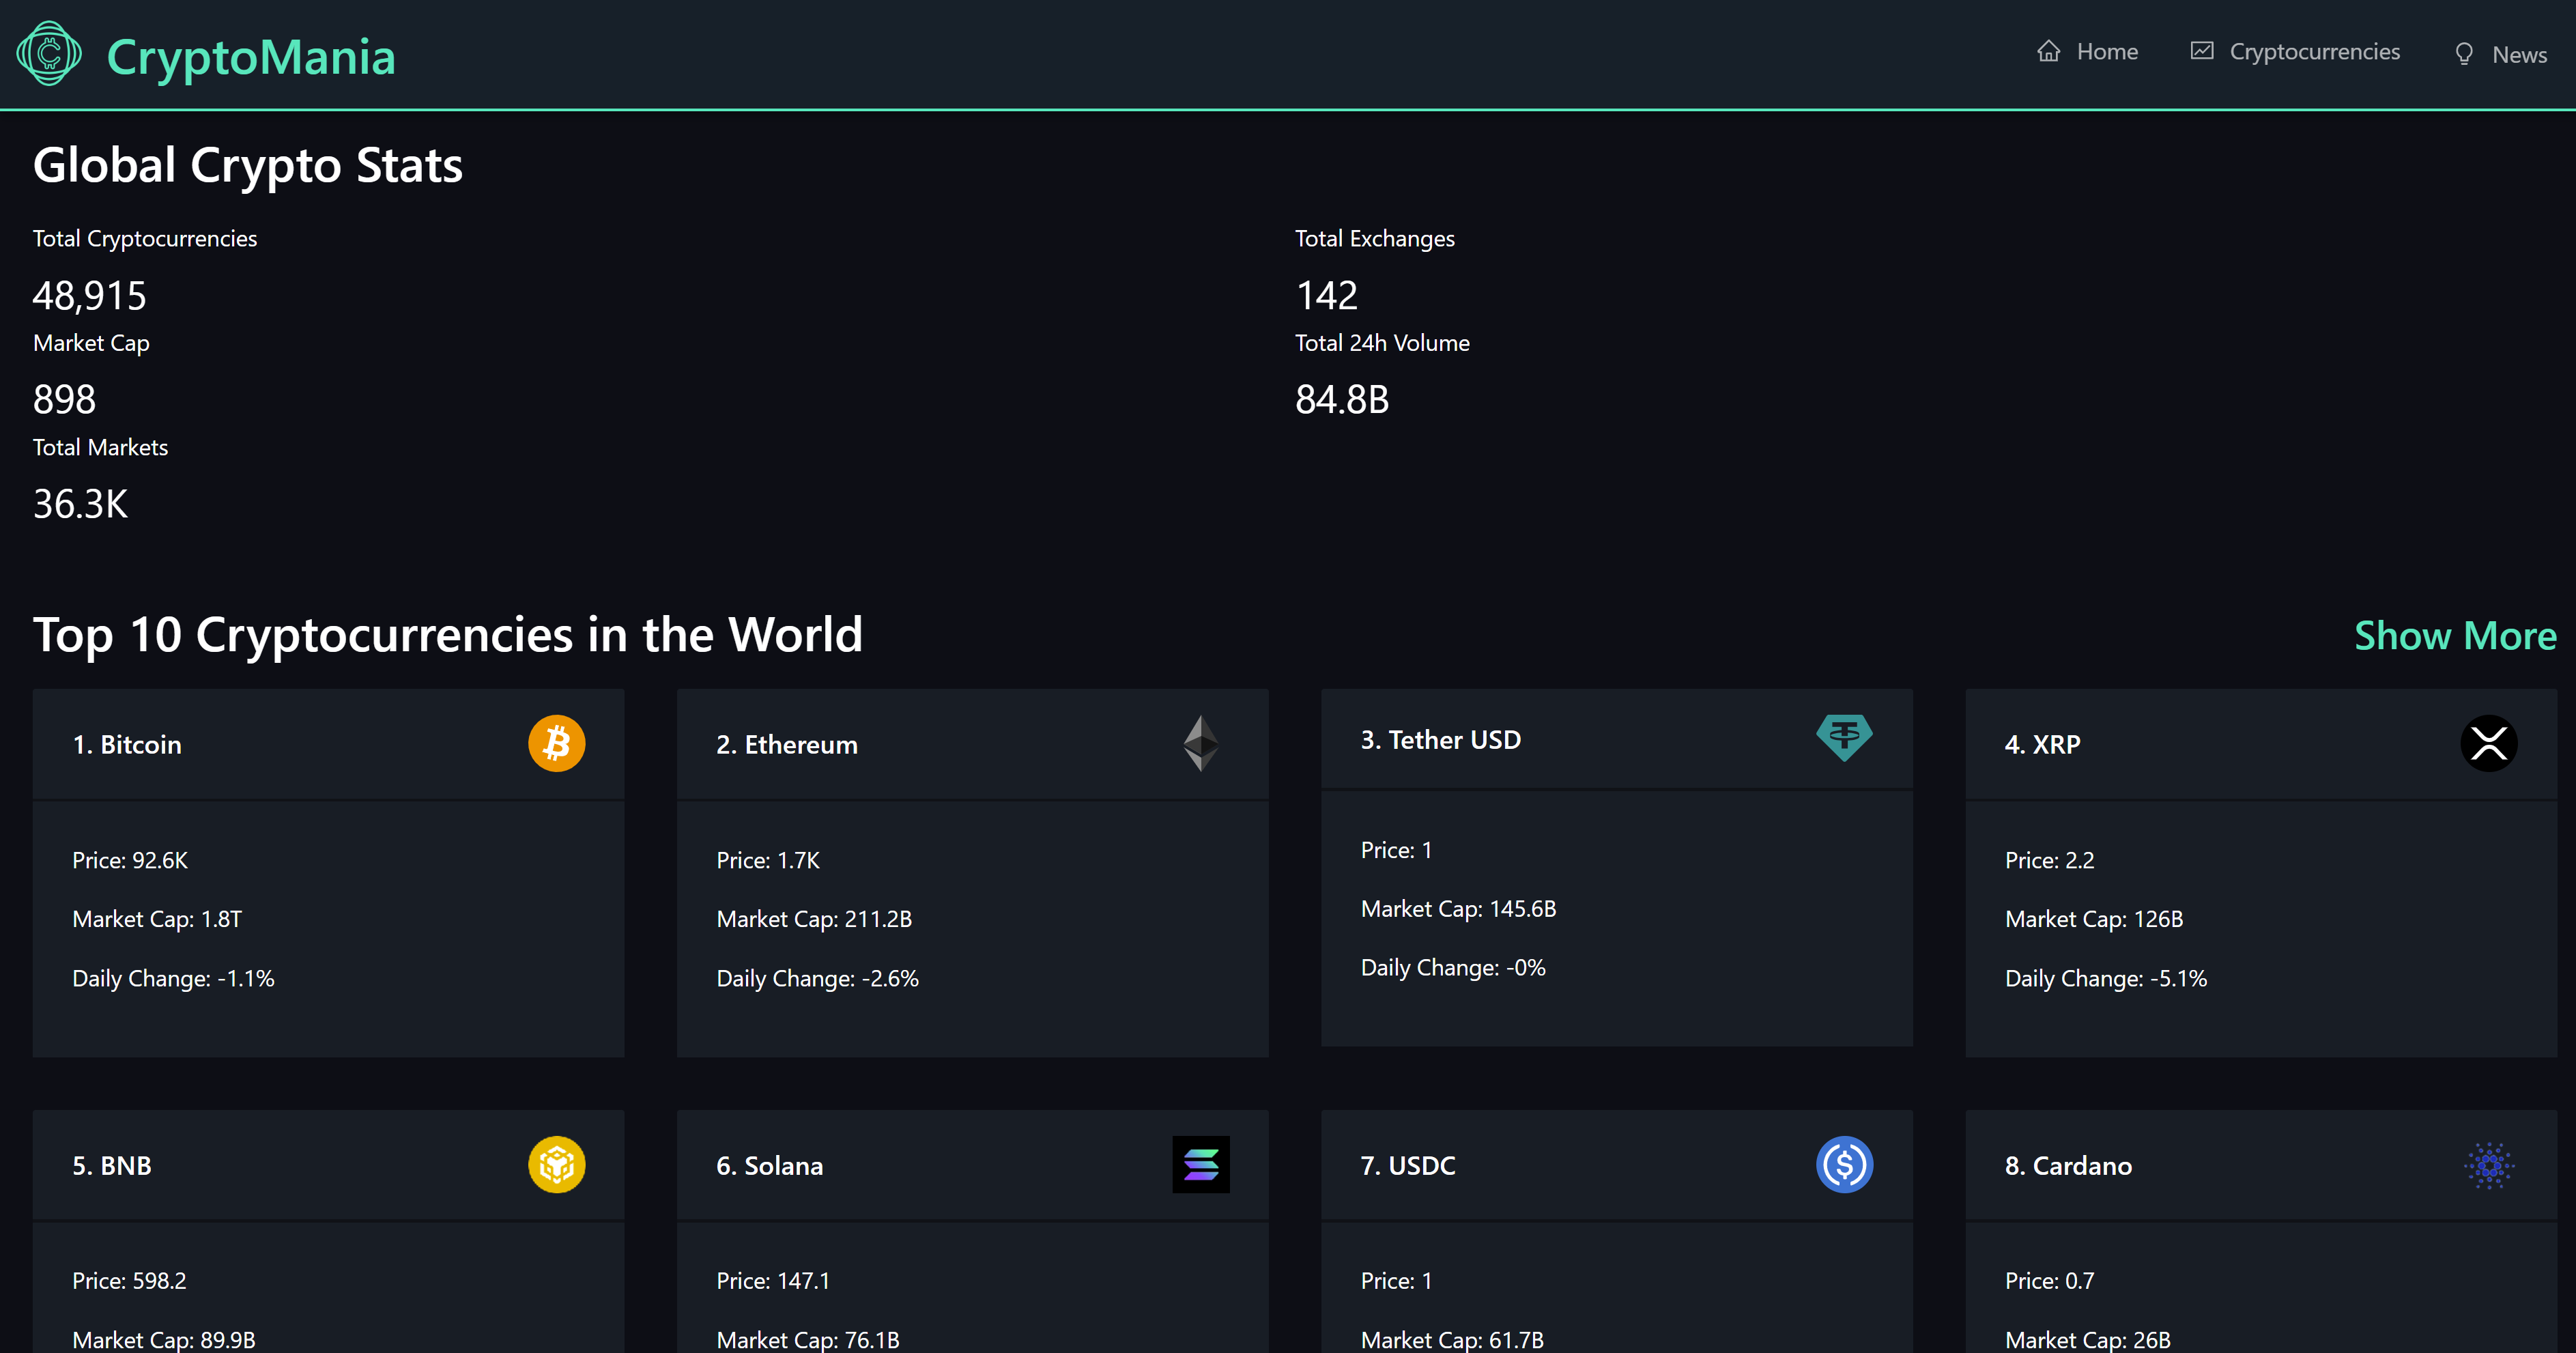 CryptoMania
Home
Cryptocurrencies
News
Global Crypto Stats
Total Cryptocurrencies
48,915
Total Exchanges
142
Market Cap
898
Total 24h Volume
84.8B
Total Markets
36.3K
Top 10 Cryptocurrencies in the World
Show More
1. Bitcoin
Price: 92.6K
Market Cap: 1.8T
Daily Change: -1.1%
2. Ethereum
Price: 1.7K
Market Cap: 211.2B
Daily Change: -2.6%
3. Tether USD
Price: 1
Market Cap: 145.6B
Daily Change: -0%
4. XRP
Price: 2.2
Market Cap: 126B
Daily Change: -5.1%
5. BNB
Price: 598.2
Market Cap: 89.9B
6. Solana
Price: 147.1
Market Cap: 76.1B
7. USDC
Price: 1
Market Cap: 61.7B
8. Cardano
Price: 0.7
Market Cap: 26B